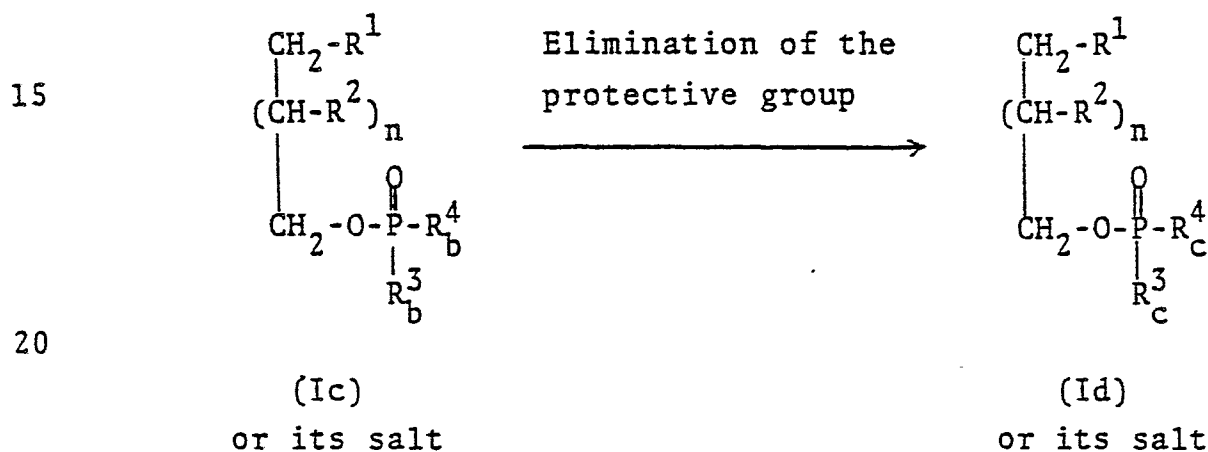 CH₂-R¹ Elimination of the CH₂-R¹
15 (CH-R²)n protective group (CH-R²)n
O O
CH₂-O-P-R⁴b CH₂-O-P-R⁴c
R³b R³c
20
(Ic) (Id)
or its salt or its salt